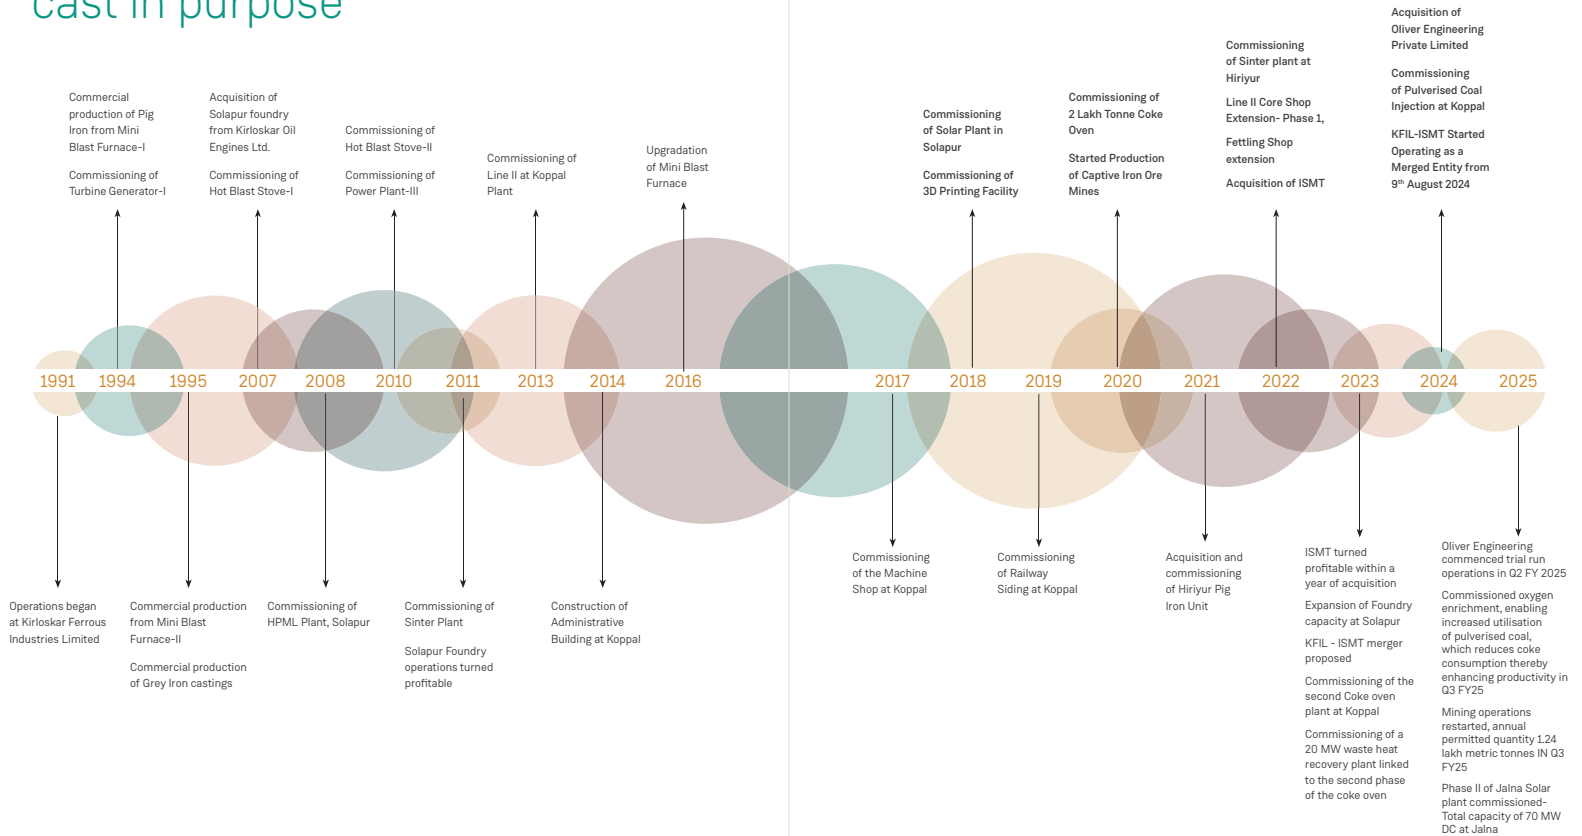 cast in purpose
Commercial
production of Pig
Iron from Mini
Blast Furnace-I
Commissioning of
Turbine Generator-I
Acquisition of
Solapur foundry
from Kirloskar Oil
Engines Ltd.
Commissioning of
Hot Blast Stove-I
Commissioning of
Hot Blast Stove-II
Commissioning of
Power Plant-III
Commissioning of
Line II at Koppal
Plant
Upgradation
of Mini Blast
Furnace
Commissioning
of Solar Plant in
Solapur
Commissioning of
3D Printing Facility
Commissioning of
2 Lakh Tonne Coke
Oven
Started Production
of Captive Iron Ore
Mines
Commissioning
of Sinter plant at
Hiriyur
Line II Core Shop
Extension- Phase 1,
Fettling Shop
extension
Acquisition of ISMT
Acquisition of
Oliver Engineering
Private Limited
Commissioning
of Pulverised Coal
Injection at Koppal
KFIL-ISMT Started
Operating as a
Merged Entity from
9th August 2024
1991 1994 1995 2007 2008 2010 2011 2013 2014 2016 2017 2018 2019 2020 2021 2022 2023 2024 2025
Operations began
at Kirloskar Ferrous
Industries Limited
Commercial production
from Mini Blast
Furnace-II
Commercial production
of Grey Iron castings
Commissioning of
HPML Plant, Solapur
Commissioning of
Sinter Plant
Solapur Foundry
operations turned
profitable
Construction of
Administrative
Building at Koppal
Commissioning
of the Machine
Shop at Koppal
Commissioning
of Railway
Siding at Koppal
Acquisition and
commissioning
of Hiriyur Pig
Iron Unit
ISMT turned
profitable within a
year of acquisition
Expansion of Foundry
capacity at Solapur
KFIL - ISMT merger
proposed
Commissioning of the
second Coke oven
plant at Koppal
Commissioning of a
20 MW waste heat
recovery plant linked
to the second phase
of the coke oven
Oliver Engineering
commenced trial run
operations in Q2 FY 2025
Commissioned oxygen
enrichment, enabling
increased utilisation
of pulverised coal,
which reduces coke
consumption thereby
enhancing productivity in
Q3 FY25
Mining operations
restarted, annual
permitted quantity 1.24
lakh metric tonnes IN Q3
FY25
Phase II of Jalna Solar
plant commissioned-
Total capacity of 70 MW
DC at Jalna